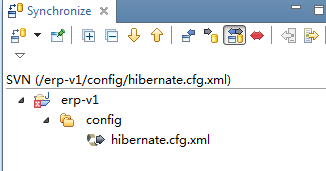 Synchronize
SVN (/erp-v1/config/hibernate.cfg.xml)
erp-v1
config
hibernate.cfg.xml